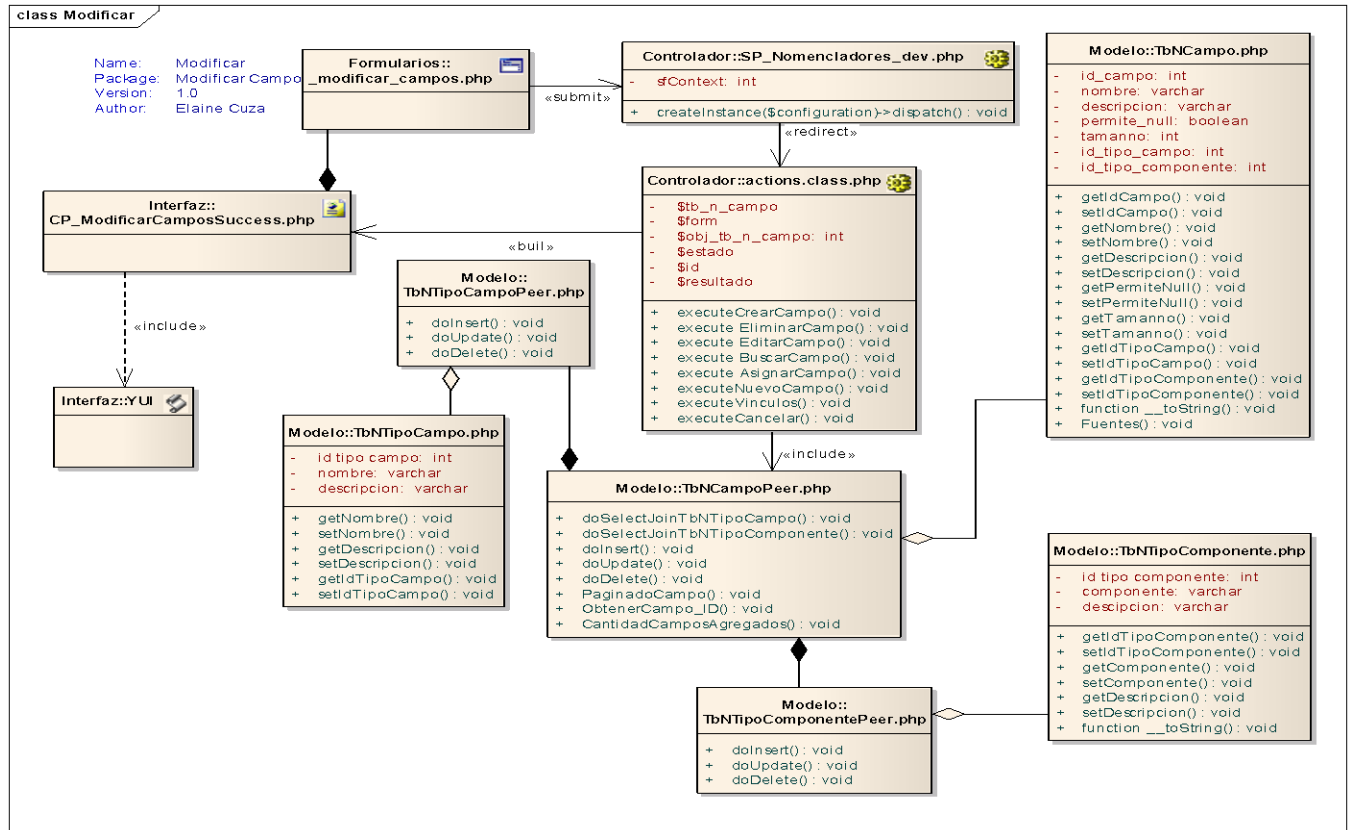 class Modificar
Name: Modificar
Package: Modificar Campo
Version: 1.0
Author: Elaine Cuza
Formularios::
_modificar_campos.php
«submit»
Controlador::SP_Nomencladores_dev.php
- sfContext: int
+ createInstance($configuration)->dispatch() : void
«redirect»
Modelo::TbNCampo.php
- id_campo: int
- nombre: varchar
- descripcion: varchar
- permite_null: boolean
- tamanno: int
- id_tipo_campo: int
- id_tipo_componente: int
+ getIdCampo() : void
+ setIdCampo() : void
+ getNombre() : void
+ setNombre() : void
+ getDescripcion() : void
+ setDescripcion() : void
+ getPermiteNull() : void
+ setPermiteNull() : void
+ getTamanno() : void
+ setTamanno() : void
+ getIdTipoCampo() : void
+ setIdTipoCampo() : void
+ getIdTipoComponente() : void
+ setIdTipoComponente() : void
+ function __toString() : void
+ Fuentes() : void
Interfaz::
CP_ModificarCamposSuccess.php
«buil»
Controlador::actions.class.php
- $tb_n_campo
- $form
- $obj_tb_n_campo: int
- $estado
- $id
- $resultado
+ executeCrearCampo() : void
+ execute EliminarCampo() : void
+ execute EditarCampo() : void
+ execute BuscarCampo() : void
+ execute AsignarCampo() : void
+ executeNuevoCampo() : void
+ executeVinculos() : void
+ executeCancelar() : void
«include»
Modelo::
TbNTipoCampoPeer.php
+ doInsert() : void
+ doUpdate() : void
+ doDelete() : void
«include»
Interfaz::YUI
Modelo::TbNTipoCampo.php
- id tipo campo: int
- nombre: varchar
- descripcion: varchar
+ getNombre() : void
+ setNombre() : void
+ getDescripcion() : void
+ setDescripcion() : void
+ getIdTipoCampo() : void
+ setIdTipoCampo() : void
Modelo::TbNCampoPeer.php
+ doSelectJoinTbNTipoCampo() : void
+ doSelectJoinTbNTipoComponente() : void
+ doInsert() : void
+ doUpdate() : void
+ doDelete() : void
+ PaginadoCampo() : void
+ ObtenerCampo_ID() : void
+ CantidadCamposAgregados() : void
Modelo::TbNTipoComponente.php
- id tipo componente: int
- componente: varchar
- descipcion: varchar
+ getIdTipoComponente() : void
+ setIdTipoComponente() : void
+ getComponente() : void
+ setComponente() : void
+ getDescripcion() : void
+ setDescripcion() : void
+ function __toString() : void
Modelo::
TbNTipoComponentePeer.php
+ doInsert() : void
+ doUpdate() : void
+ doDelete() : void